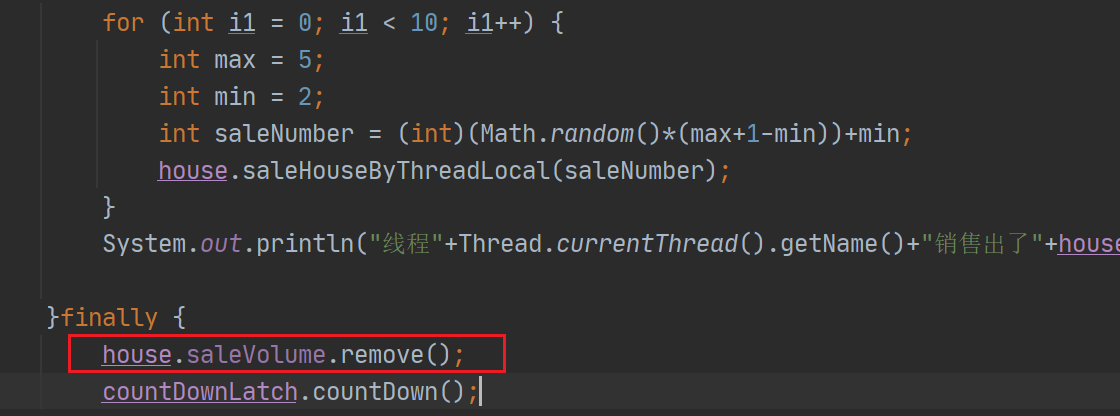 for (int i1 = 0; i1 < 10; i1++) {
int max = 5;
int min = 2;
int saleNumber = (int)(Math.random()*(max+1-min))+min;
house.saleHouseByThreadLocal(saleNumber);
}
System.out.println("线程"+Thread.currentThread().getName()+"销售出了"+house
}finally {
house.saleVolume.remove();
countDownLatch.countDown();